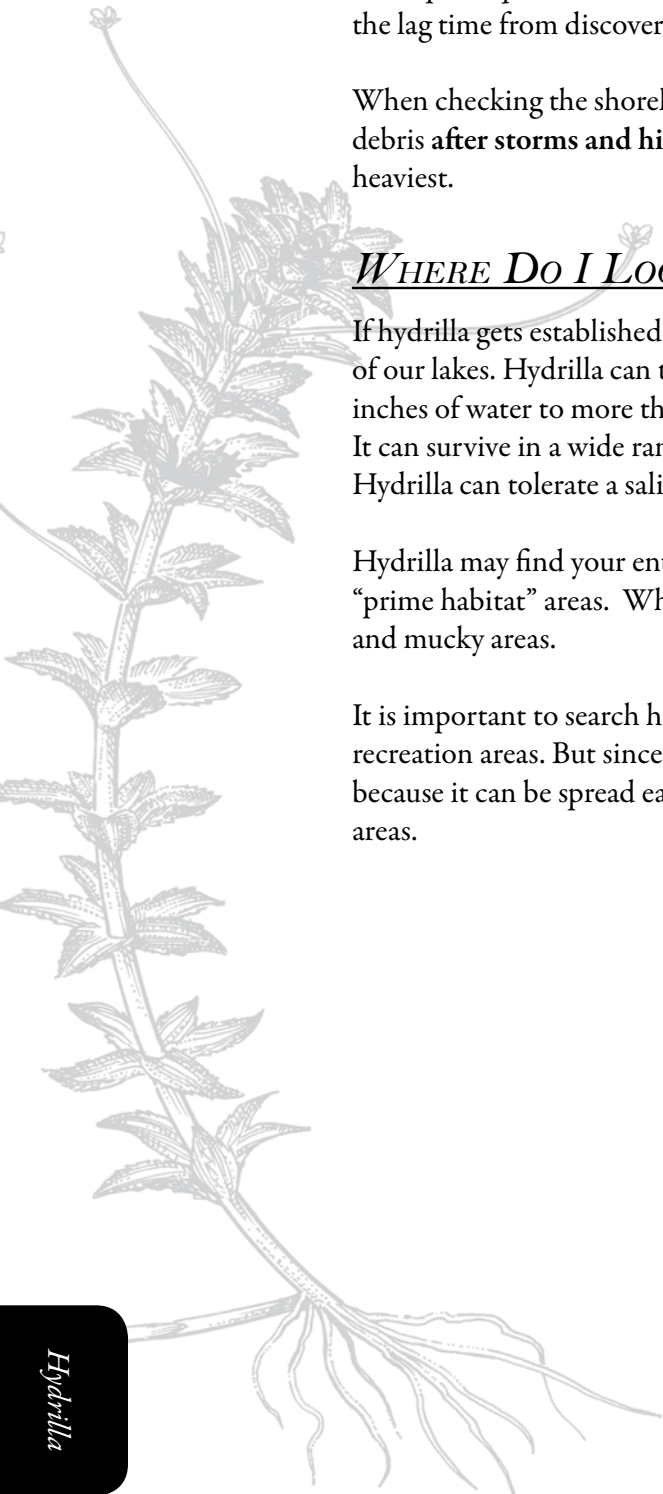 the lag time from discover
When checking the shorel
debris after storms and hi
heaviest.
WHERE DO I LOO
If hydrilla gets established
of our lakes. Hydrilla can t
inches of water to more th
It can survive in a wide ran
Hydrilla can tolerate a sali
Hydrilla may find your ent
“prime habitat” areas. Wh
and mucky areas.
It is important to search h
recreation areas. But since
because it can be spread ea
areas.
Hydrilla